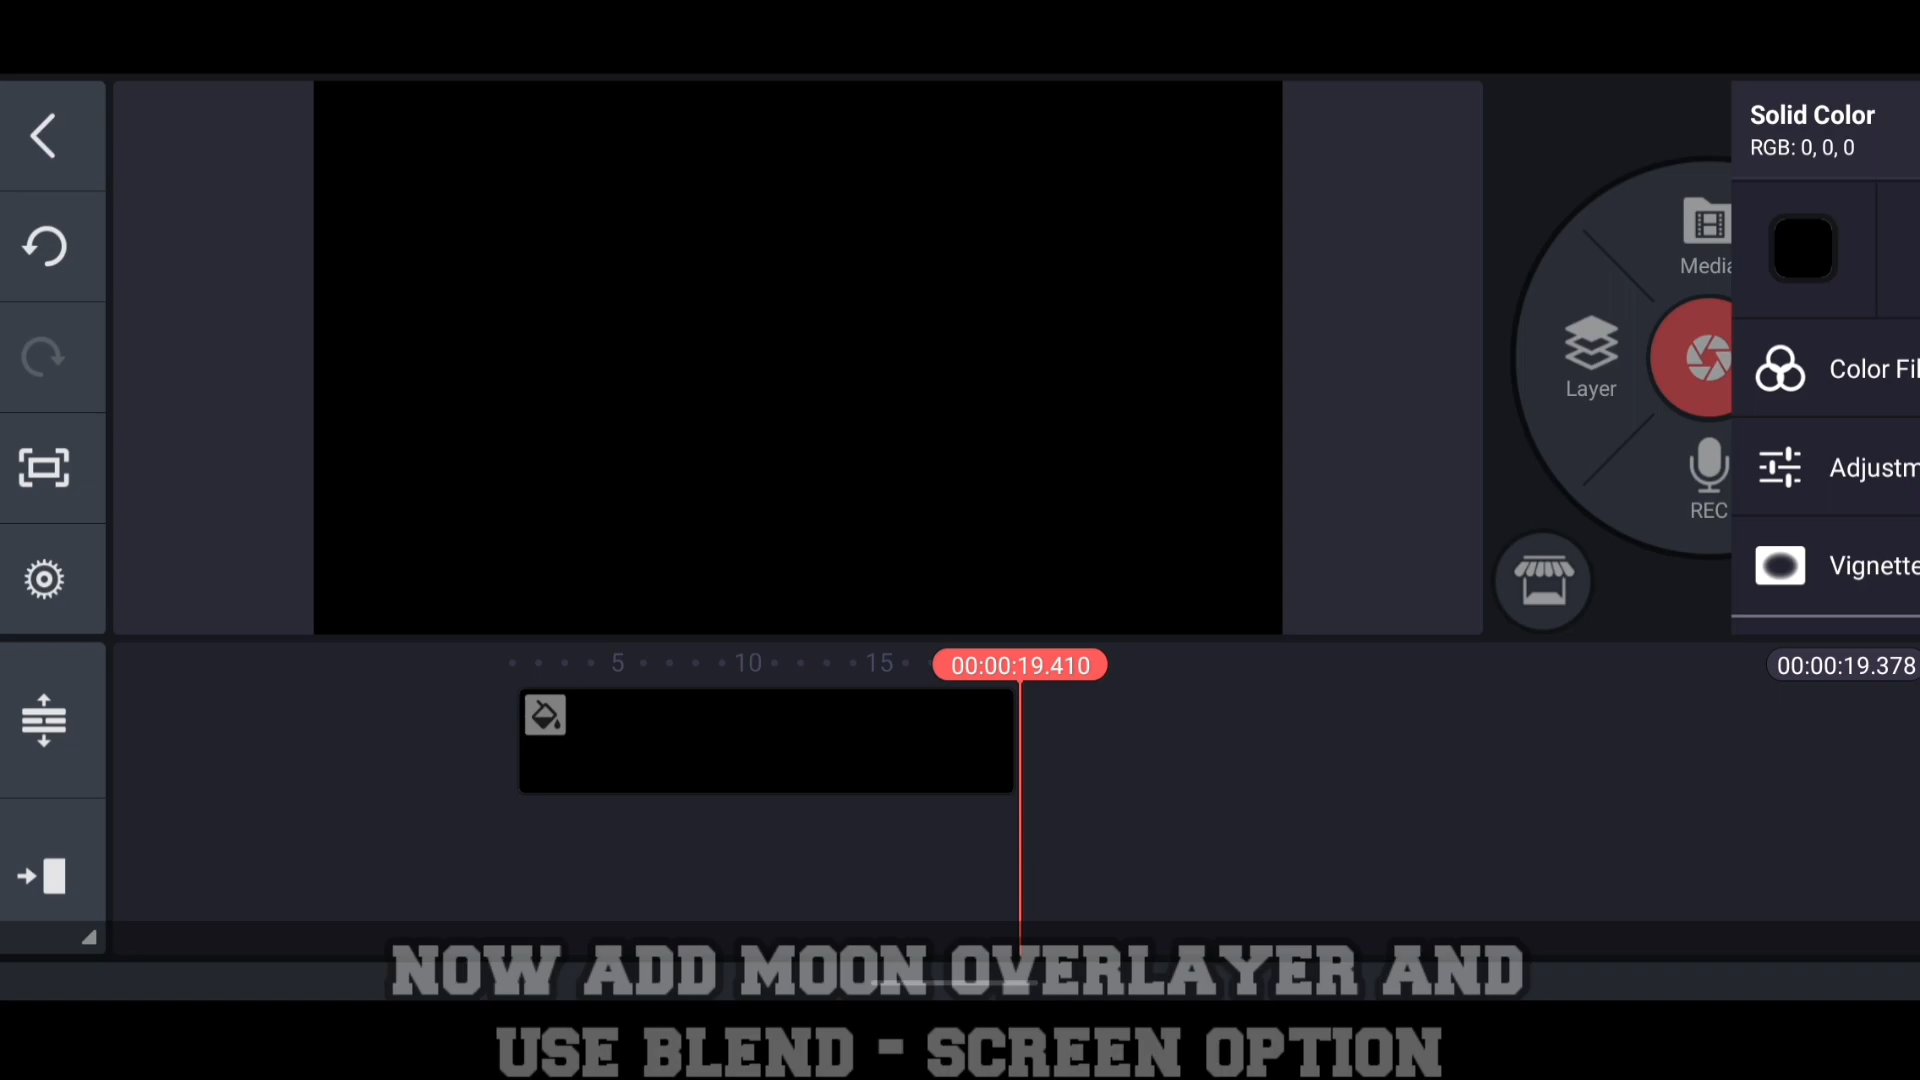 Solid Color
RGB: 0, 0, 0
Media
Layer
Color Fil
Adjustm
REC
Vignette
5
10
15
00:00:19.410
00:00:19.378
NOW ADD MOON OVERLAYER AND
USE BLEND - SCREEN OPTION